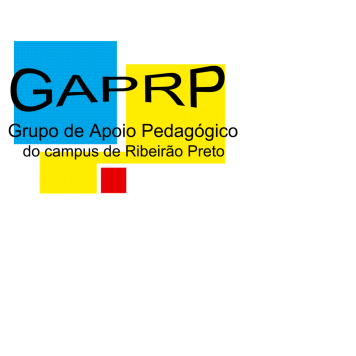 GAPRP
Grupo de Apoio Pedagógico
do campus de Ribeirão Preto